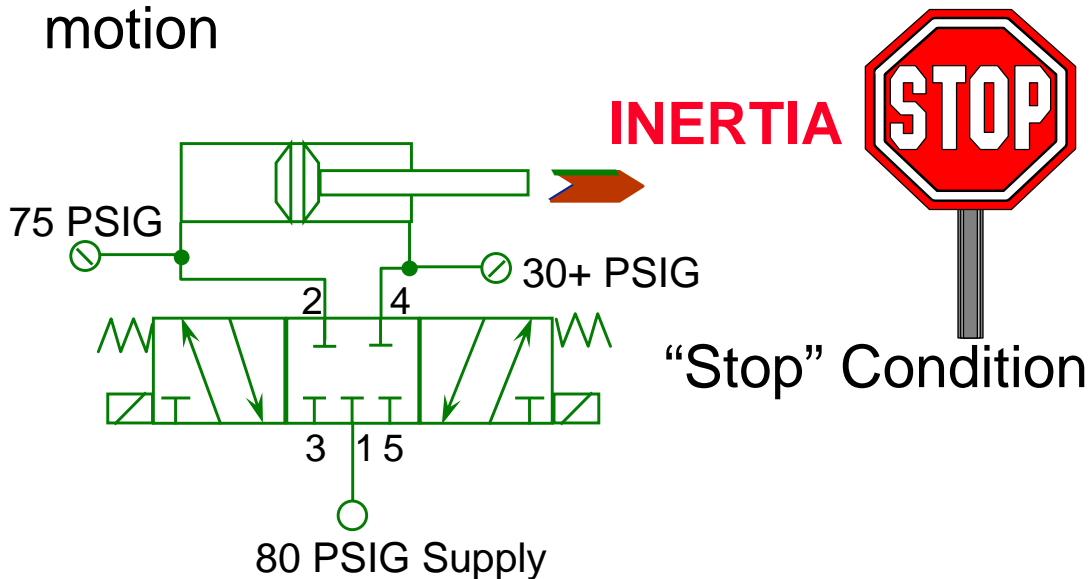 motion
INERTIA
STOP
75 PSIG
30+ PSIG
2 4
“Stop” Condition
3 1 5
80 PSIG Supply